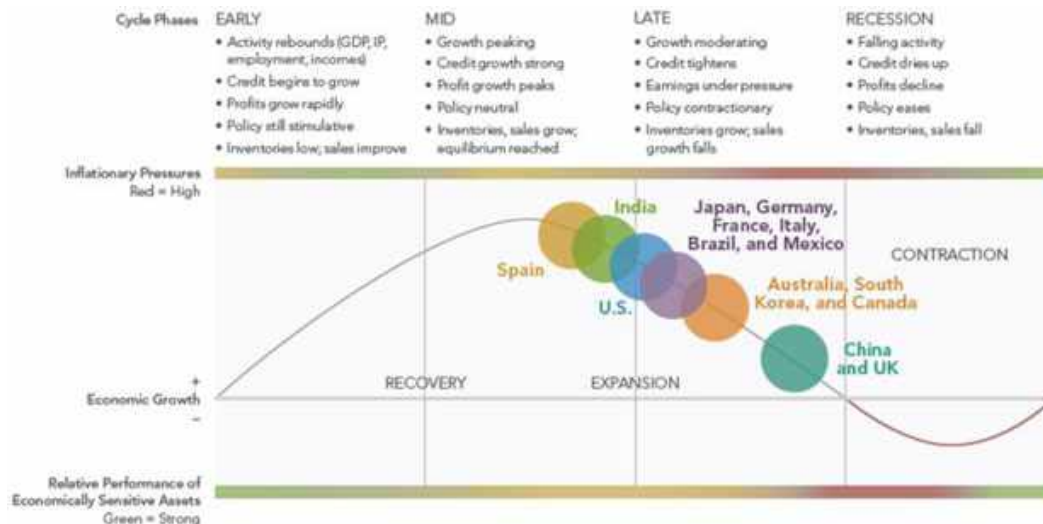 Cycle Phases
EARLY
• Activity rebounds (GDP, IP,
employment, incomes)
• Credit begins to grow
• Profits grow rapidly
• Policy still stimulative
• Inventories low; sales improve
MID
• Growth peaking
• Credit growth strong
• Profit growth peaks
• Policy neutral
• Inventories, sales grow;
equilibrium reached
LATE
• Growth moderating
• Credit tightens
• Earnings under pressure
• Policy contractionary
• Inventories grow; sales
growth falls
RECESSION
• Falling activity
• Credit dries up
• Profits decline
• Policy eases
• Inventories, sales fall
Inflationary Pressures
Red = High
India
Japan, Germany,
France, Italy,
Brazil, and Mexico
CONTRACTION
Spain
U.S.
Australia, South
Korea, and Canada
China
and UK
RECOVERY
EXPANSION
+
Economic Growth
–
Relative Performance of
Economically Sensitive Assets
Green = Strong